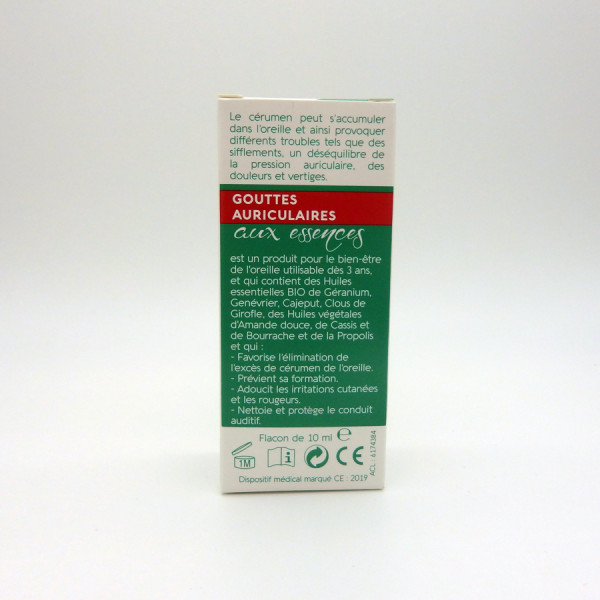 Le cérumen peut s'accumuler
dans l'oreille et ainsi provoquer
différents troubles tels que des
sifflements, un déséquilibre de
la pression auriculaire, des
douleurs et vertiges.
GOUTTES
AURICULAIRES
aux essences
est un produit pour le bien-être
de l'oreille utilisable dès 3 ans,
et qui contient des Huiles
essentielles BIO de Géranium,
Genévrier, Cajeput, Clous de
Girofle, des Huiles végétales
d'Amande douce, de Cassis et
de Bourrache et de la Propolis
et qui :
- Favorise l'élimination de
l'excès de cérumen de l'oreille.
- Prévient sa formation.
- Adoucit les irritations cutanées
et les rougeurs.
- Nettoie et protège le conduit
auditif.
Flacon de 10 ml ℮
1M
i
CE
ACL : 6174384
Dispositif médical marqué CE : 2019